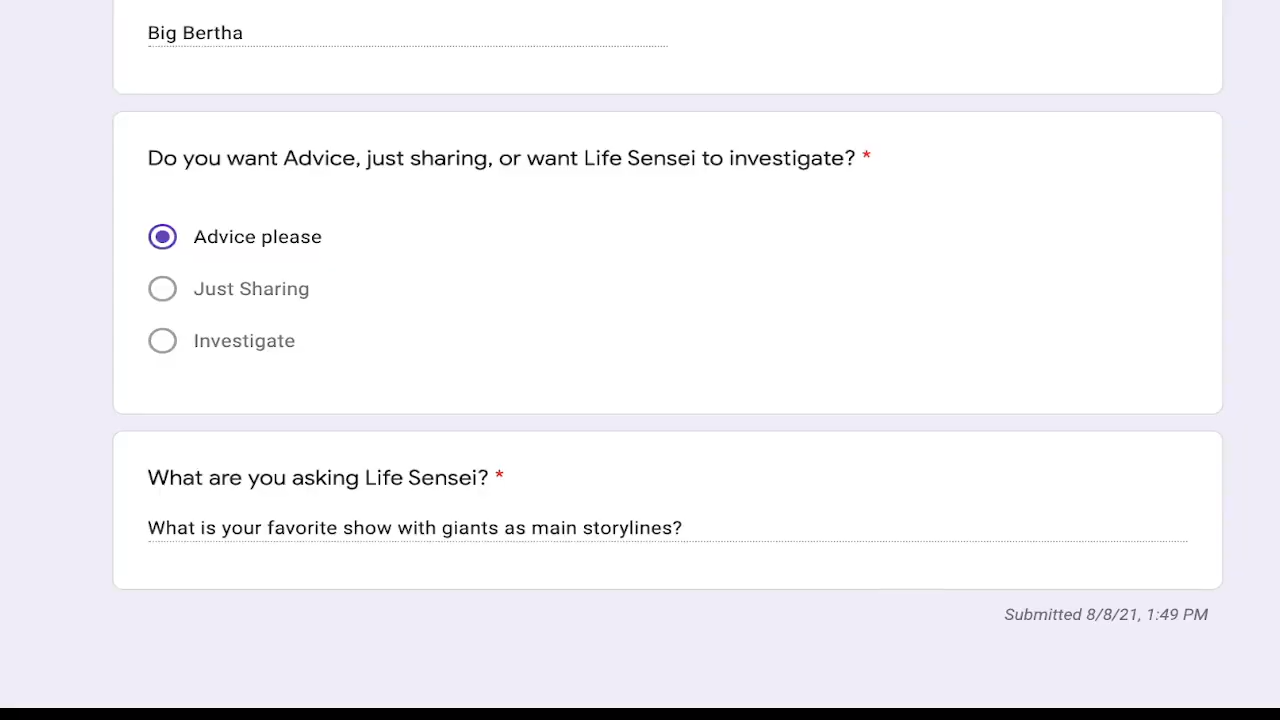 Big Bertha
Do you want Advice, just sharing, or want Life Sensei to investigate? *
Advice please
Just Sharing
Investigate
What are you asking Life Sensei? *
What is your favorite show with giants as main storylines?
Submitted 8/8/21, 1:49 PM